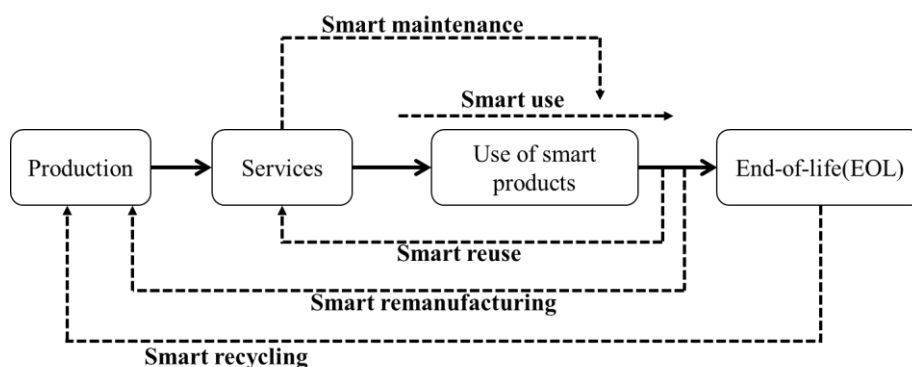 Smart maintenance
Smart use
Production
Services
Use of smart
products
End-of-life(EOL)
Smart reuse
Smart remanufacturing
Smart recycling